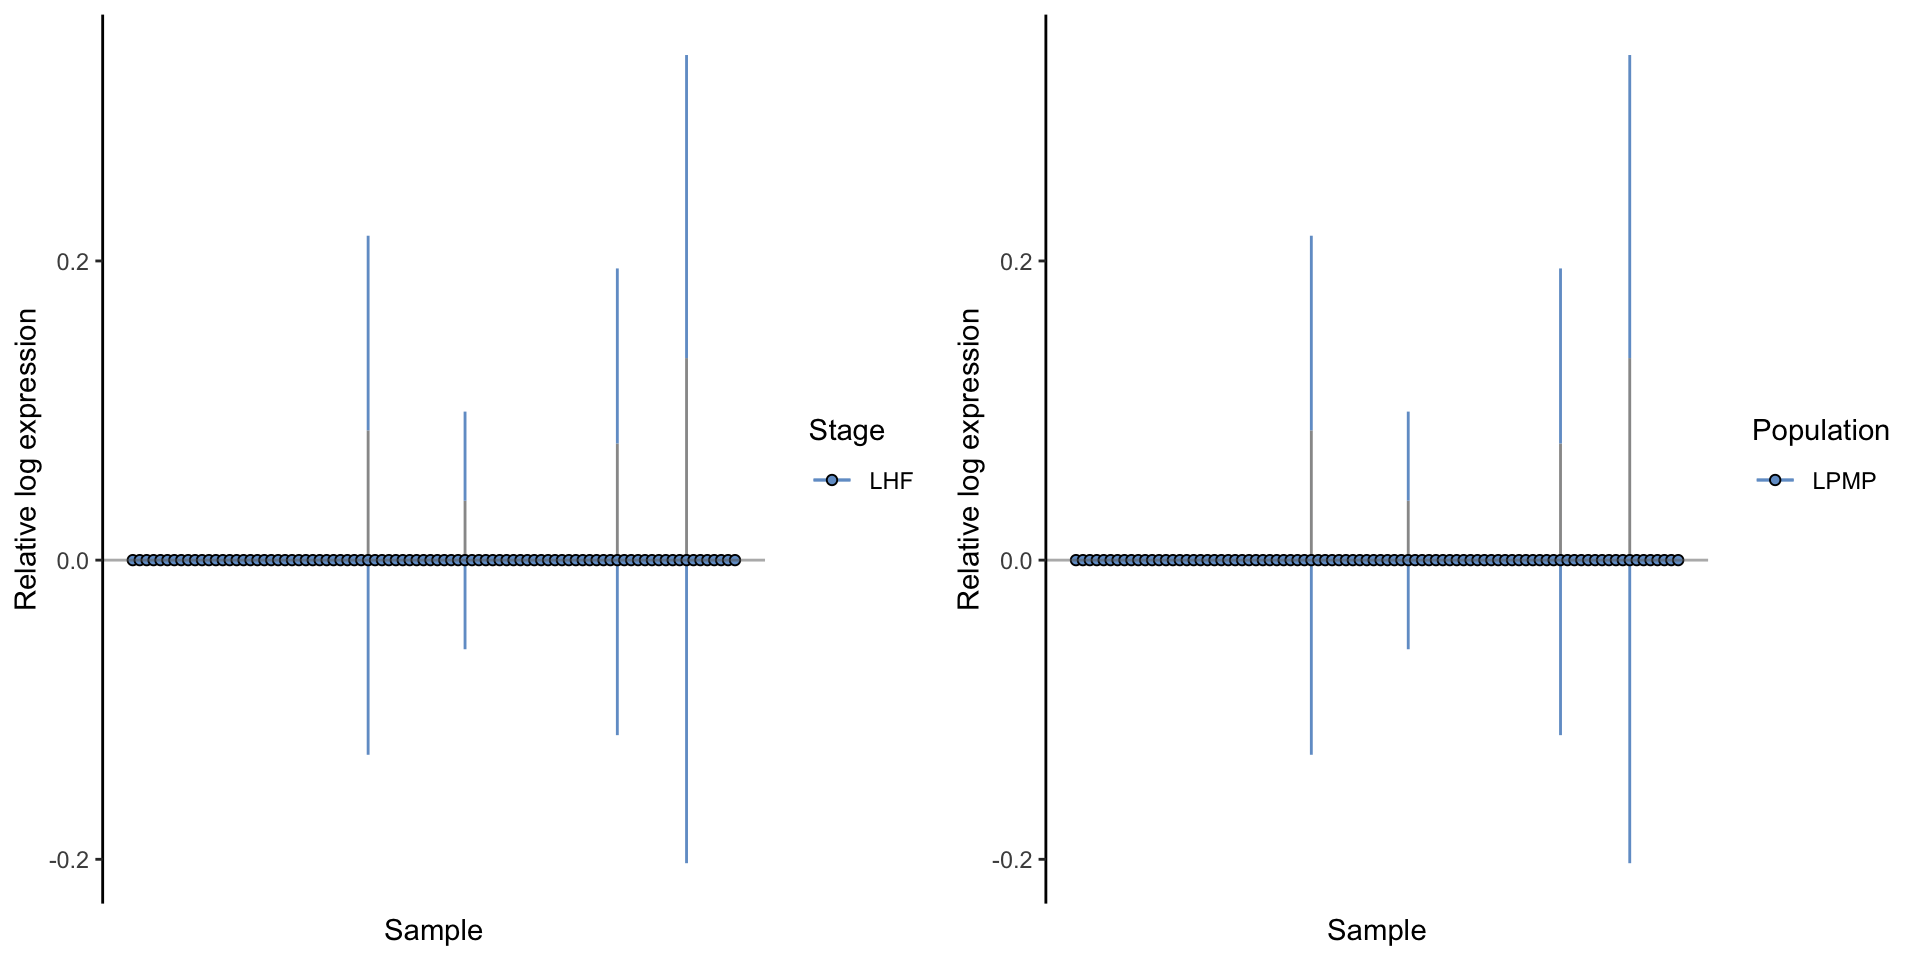 Relative log expression
0.2
0.0
-0.2
Sample
Stage
LHF
Relative log expression
0.2
0.0
-0.2
Sample
Population
LPMP